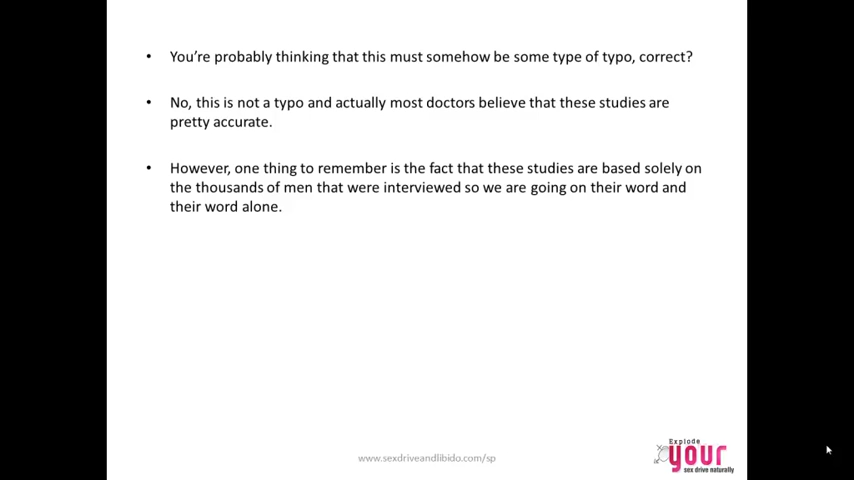 • You're probably thinking that this must somehow be some type of typo, correct?
• No, this is not a typo and actually most doctors believe that these studies are
pretty accurate.
• However, one thing to remember is the fact that these studies are based solely on
the thousands of men that were interviewed so we are going on their word and
their word alone.
www.sexdriveandlibido.com/sp
Explode
your
sex drive naturally